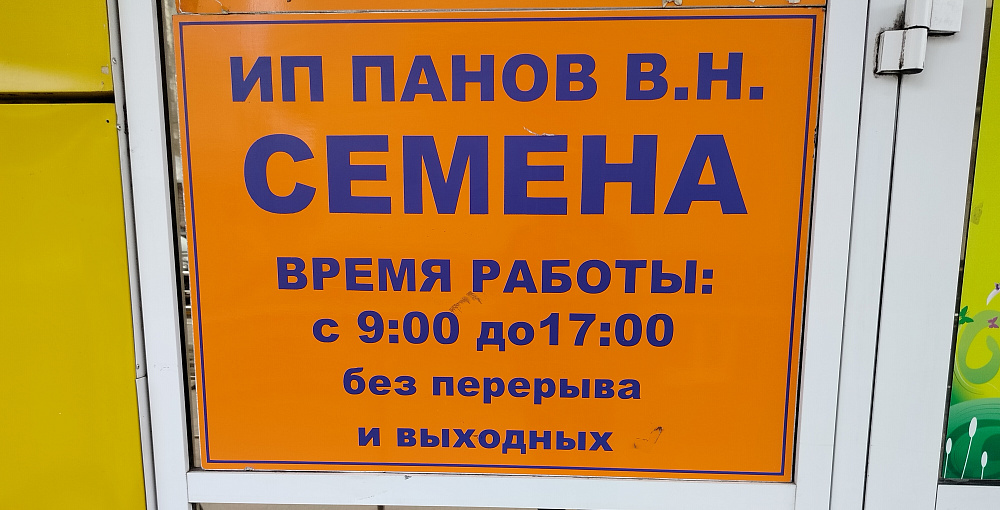 ИП ПАНОВ В.Н.
СЕМЕНА
ВРЕМЯ РАБОТЫ:
с 9:00 до17:00
без перерыва
и выходных